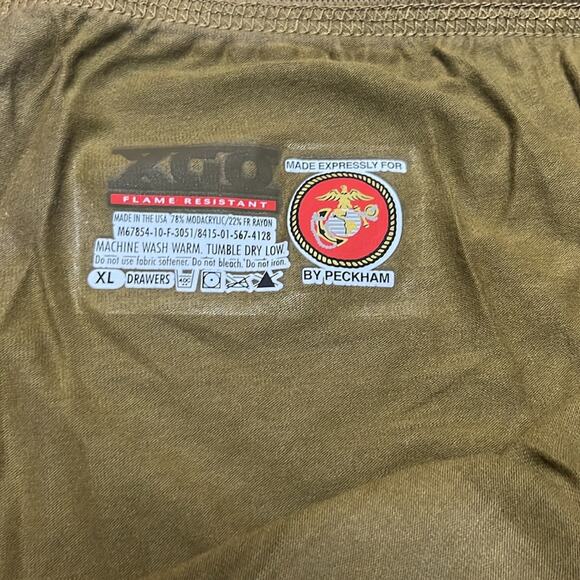 XGO
FLAME RESISTANT
MADE IN THE USA 78% MODACRYLIC/22% FR RAYON
M67854-10-F-3051/8415-01-567-4128
MACHINE WASH WARM. TUMBLE DRY LOW.
Do not use fabric softener. Do not bleach. Do not iron.
XL DRAWERS
MADE EXPRESSLY FOR
BY PECKHAM